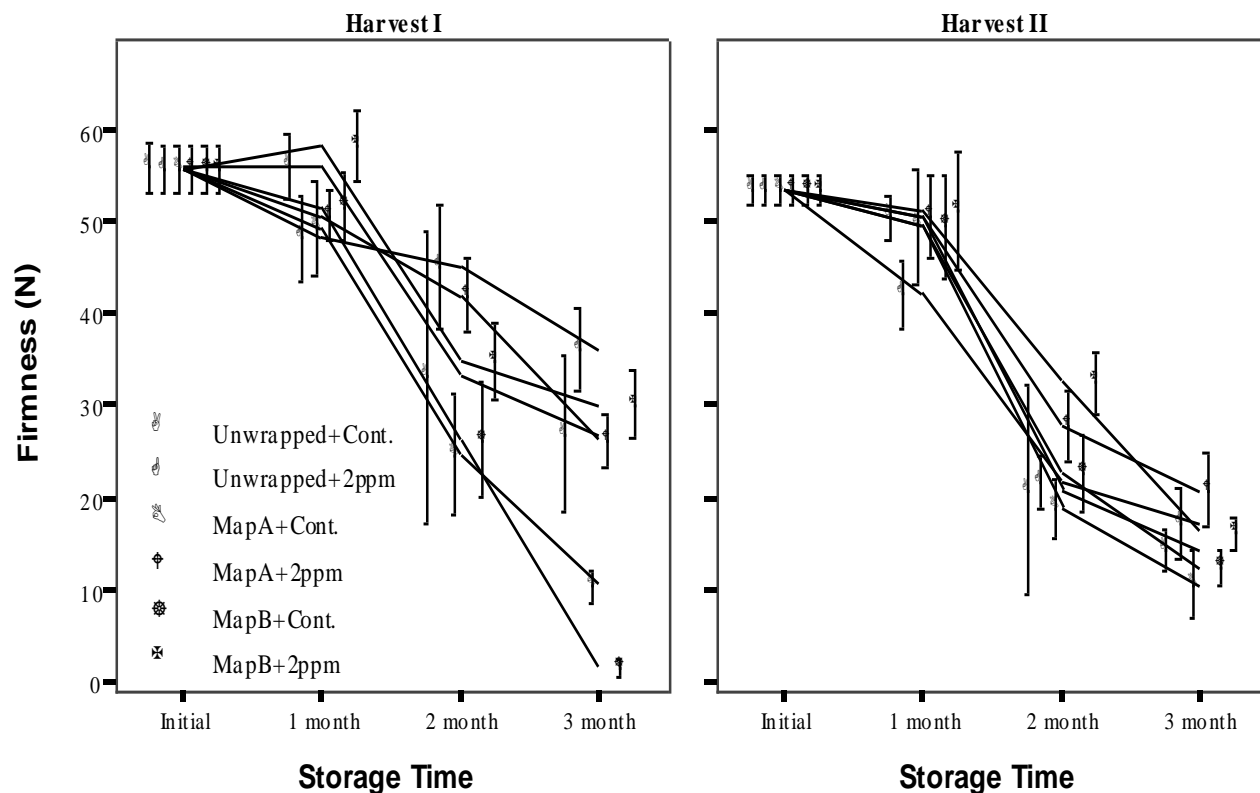 Harvest I
Harvest II
Firmness (N)
60
50
40
30
20
10
0
Unwrapped+Cont.
Unwrapped+2ppm
MapA+Cont.
MapA+2ppm
MapB+Cont.
MapB+2ppm
Initial
1 month
2 month
3 month
Initial
1 month
2 month
3 month
Storage Time
Storage Time